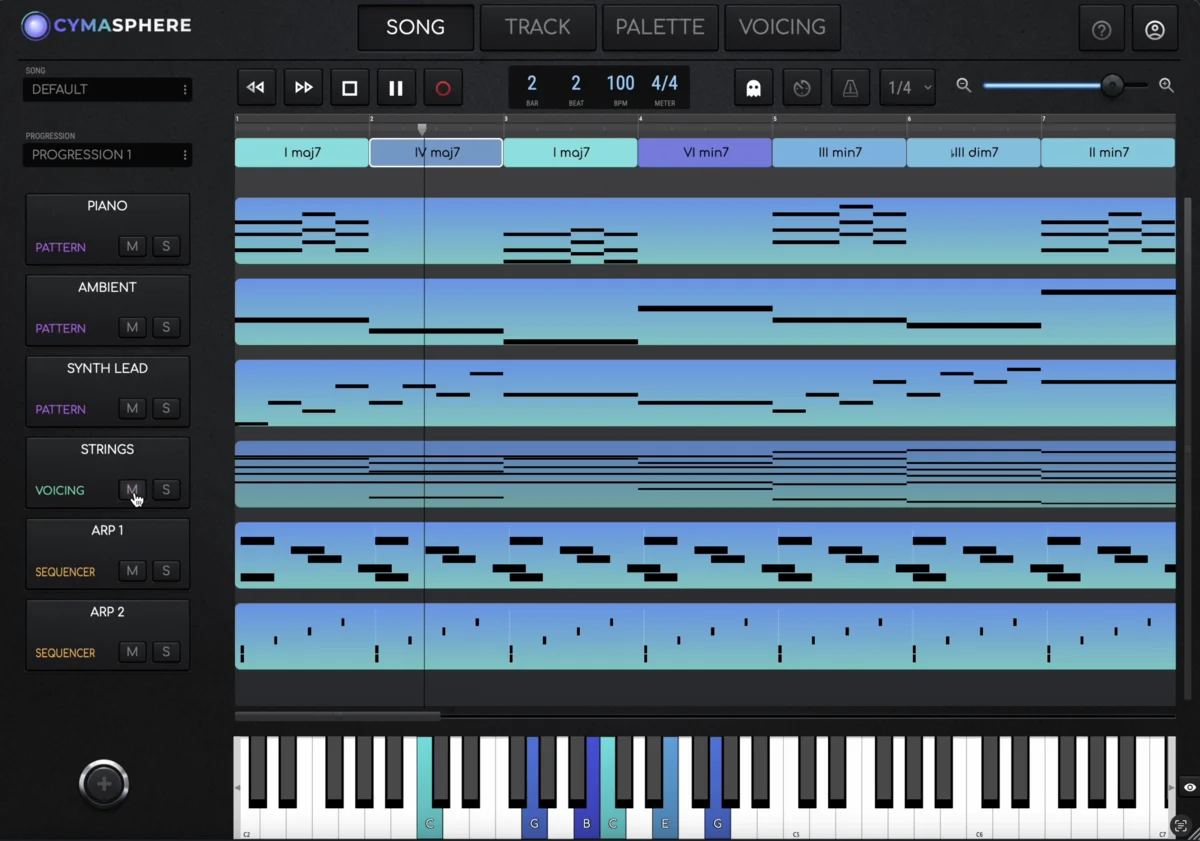 CYMASPHERE
SONG TRACK PALETTE VOICING
?
SONG
DEFAULT
2 2 100 4/4
BAR BEAT BPM METER
1/4
PROGRESSION
PROGRESSION 1
1 2 3 4 5 6 7
I maj7 IV maj7 I maj7 VI min7 III min7 ♭III dim7 II min7
PIANO
PATTERN M S
AMBIENT
PATTERN M S
SYNTH LEAD
PATTERN M S
STRINGS
VOICING M S
ARP 1
SEQUENCER M S
ARP 2
SEQUENCER M S
C G B C E G
C2 C5 C6 C7